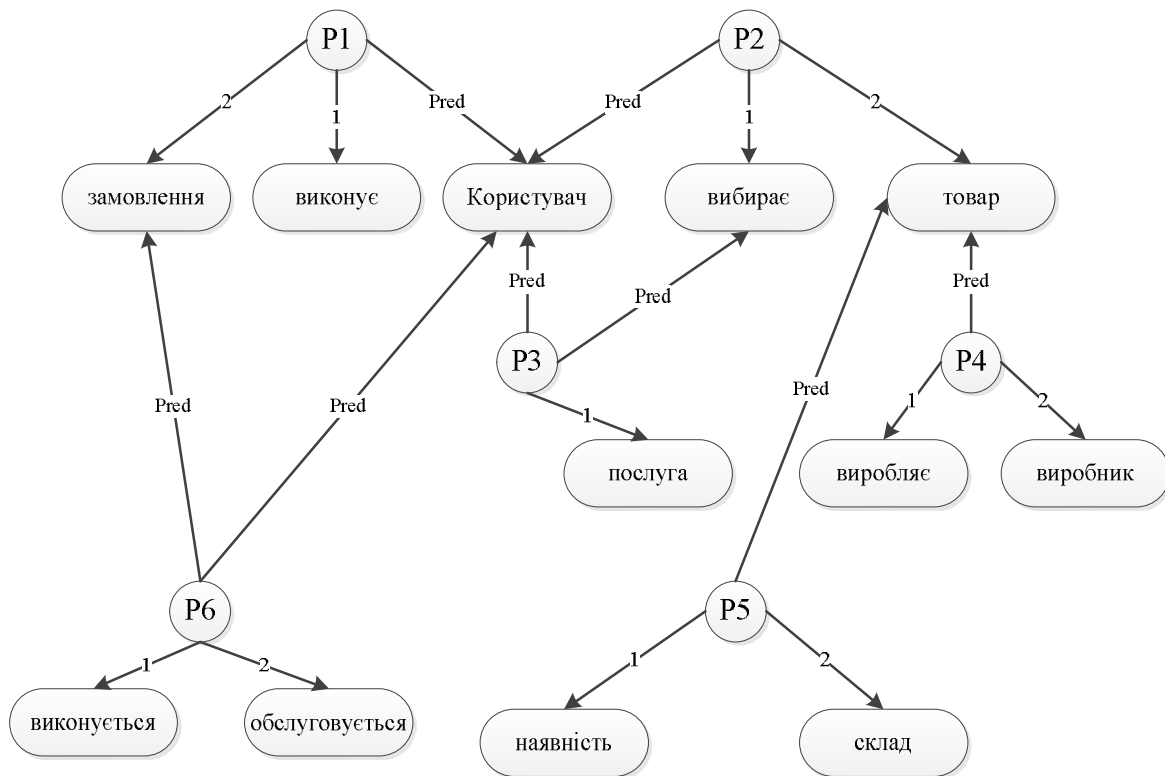 P1
P2
2
1
Pred
Pred
1
2
замовлення
виконує
Користувач
вибирає
товар
Pred
Pred
Pred
P3
P4
Pred
Pred
Pred
1
1
2
послуга
виробляє
виробник
P6
P5
1
2
1
2
виконується
обслуговується
наявність
склад